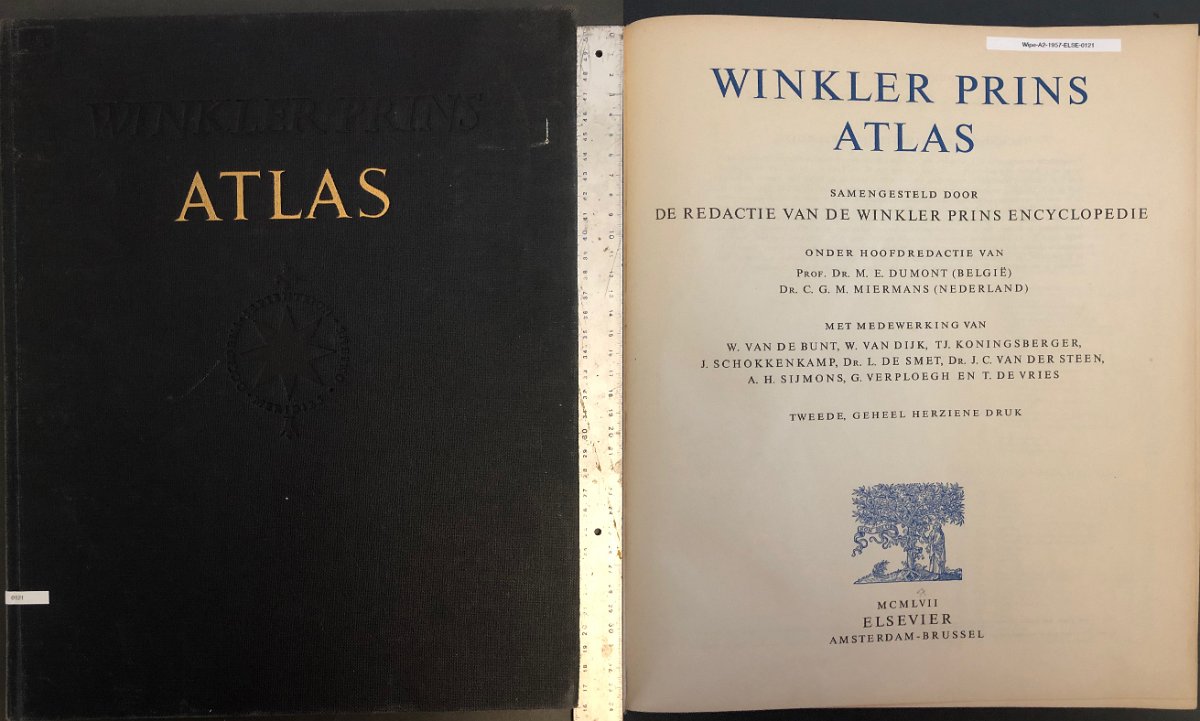 WINKLER PRINS
ATLAS
0121
Wipe-A2-1957-ELSE-0121
WINKLER PRINS
ATLAS
SAMENGESTELD DOOR
DE REDACTIE VAN DE WINKLER PRINS ENCYCLOPEDIE
ONDER HOOFDREDACTIE VAN
PROF. DR. M. E. DUMONT (BELGIË)
DR. C. G. M. MIERMANS (NEDERLAND)
MET MEDEWERKING VAN
W. VAN DE BUNT, W. VAN DIJK, TJ. KONINGSBERGER,
J. SCHOKKENKAMP, DR. L. DE SMET, DR. J. C. VAN DER STEEN,
A. H. SIJMONS, G. VERPLOEGH EN T. DE VRIES
TWEEDE, GEHEEL HERZIENE DRUK
MCMLVII
ELSEVIER
AMSTERDAM-BRUSSEL